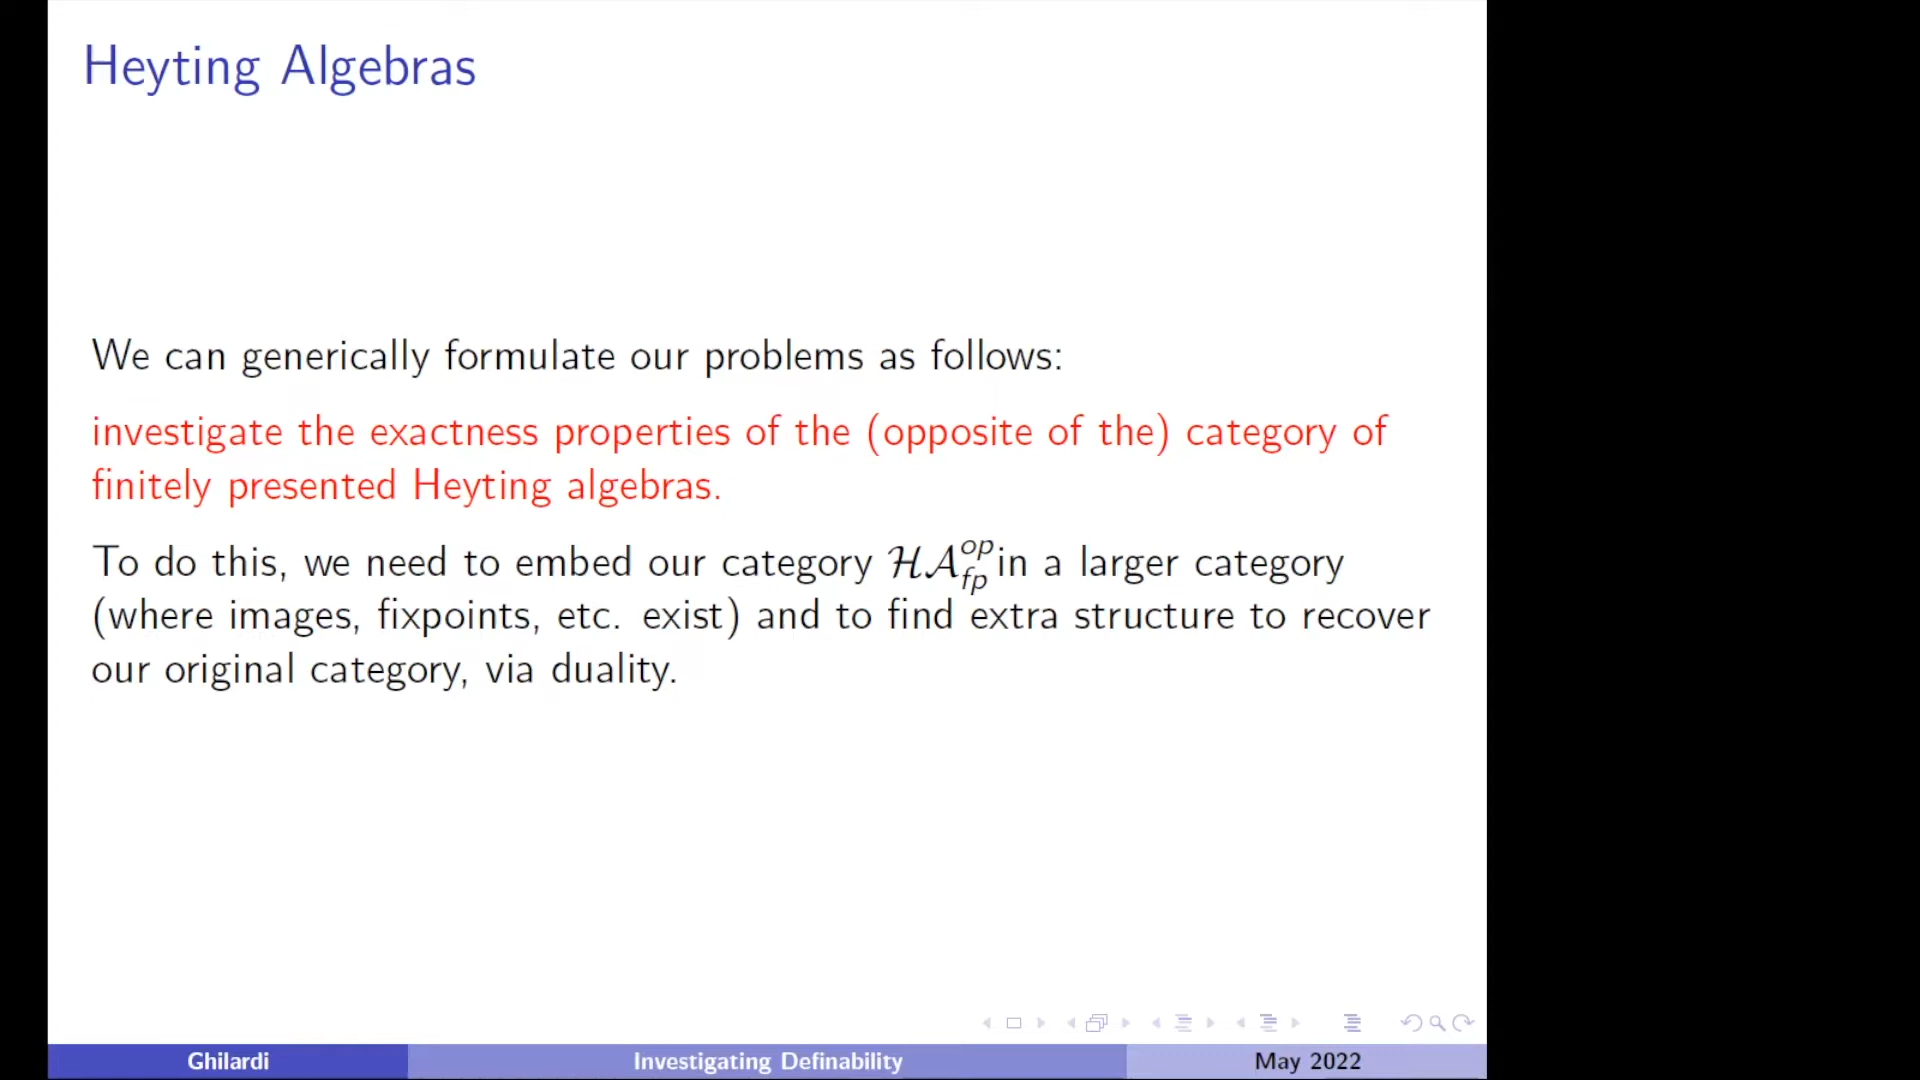 Heyting Algebras
We can generically formulate our problems as follows:
investigate the exactness properties of the (opposite of the) category of
finitely presented Heyting algebras.
To do this, we need to embed our category $\mathcal{HA}_{fp}^{op}$ in a larger category
(where images, fixpoints, etc. exist) and to find extra structure to recover
our original category, via duality.
Ghilardi
Investigating Definability
May 2022